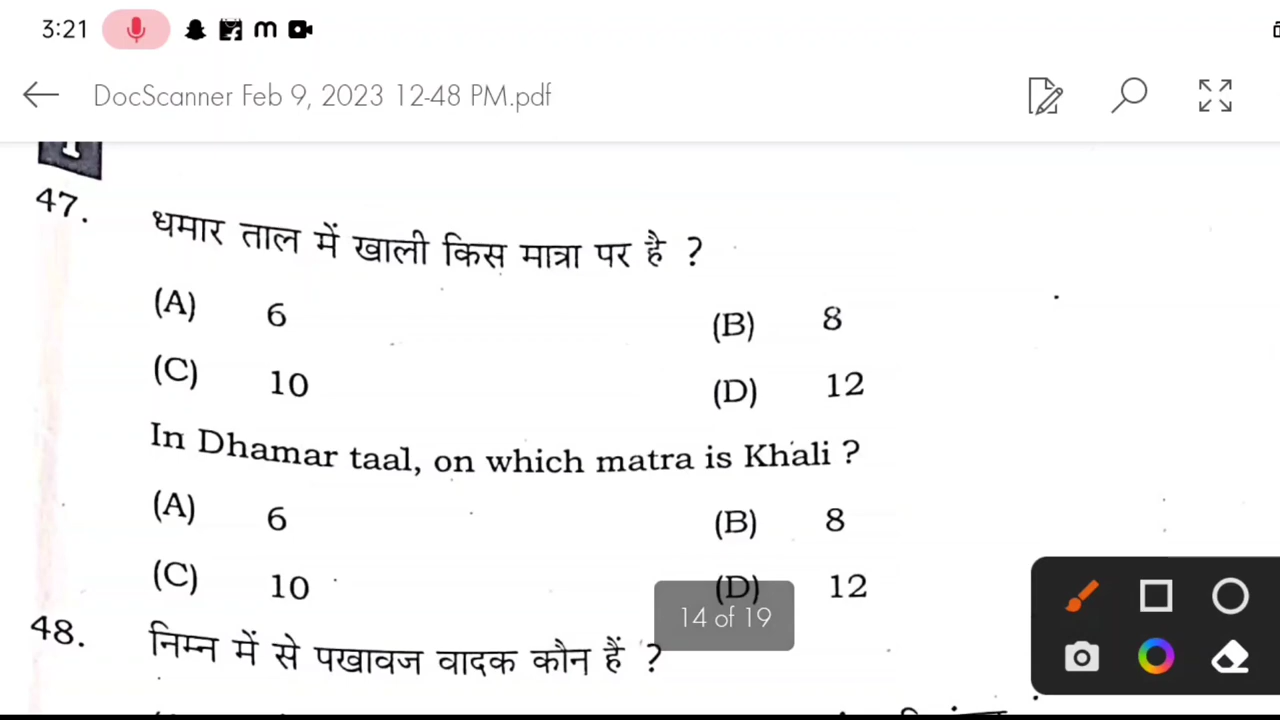 3:21
DocScanner Feb 9, 2023 12-48 PM.pdf
47. धमार ताल में खाली किस मात्रा पर है ?
(A) 6 (B) 8
(C) 10 (D) 12
In Dhamar taal, on which matra is Khali ?
(A) 6 (B) 8
(C) 10 (D) 12
14 of 19
48. निम्न में से पखावज वादक कौन हैं ?